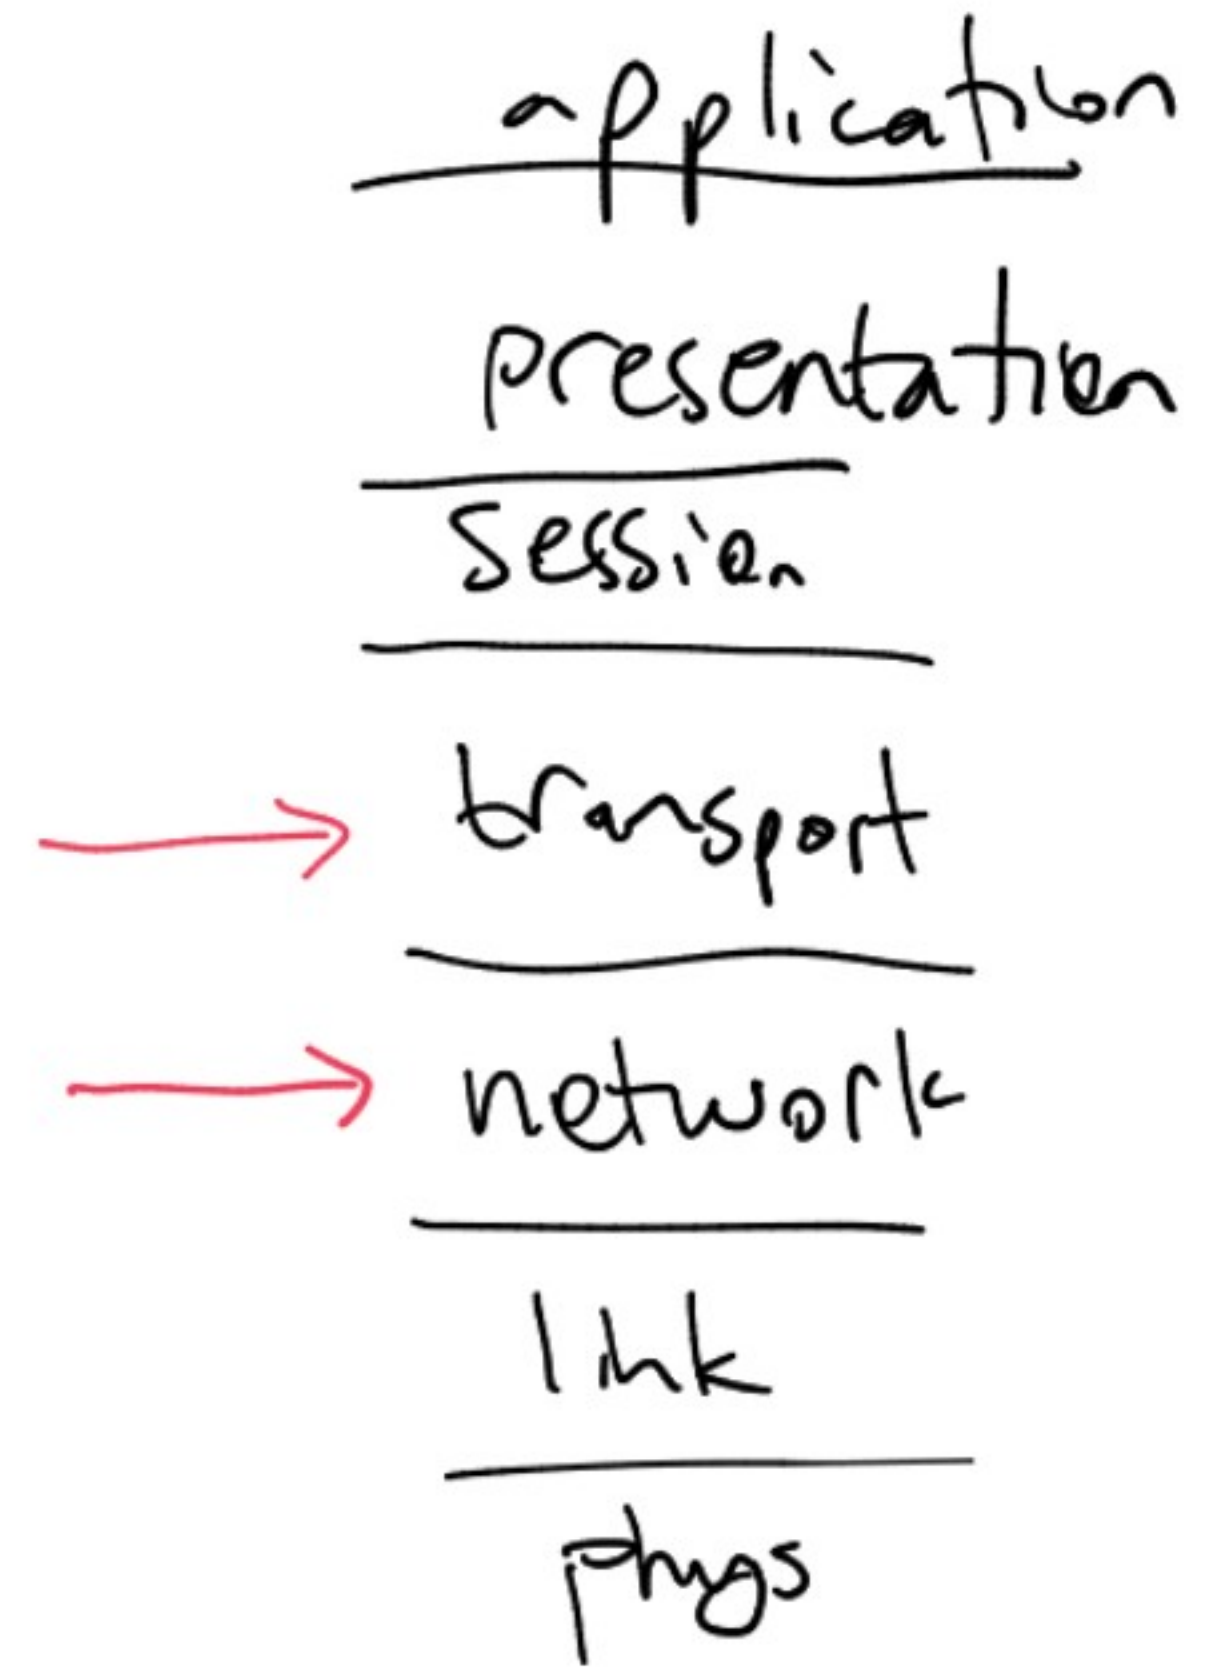 application
presentation
session
transport
network
link
phys